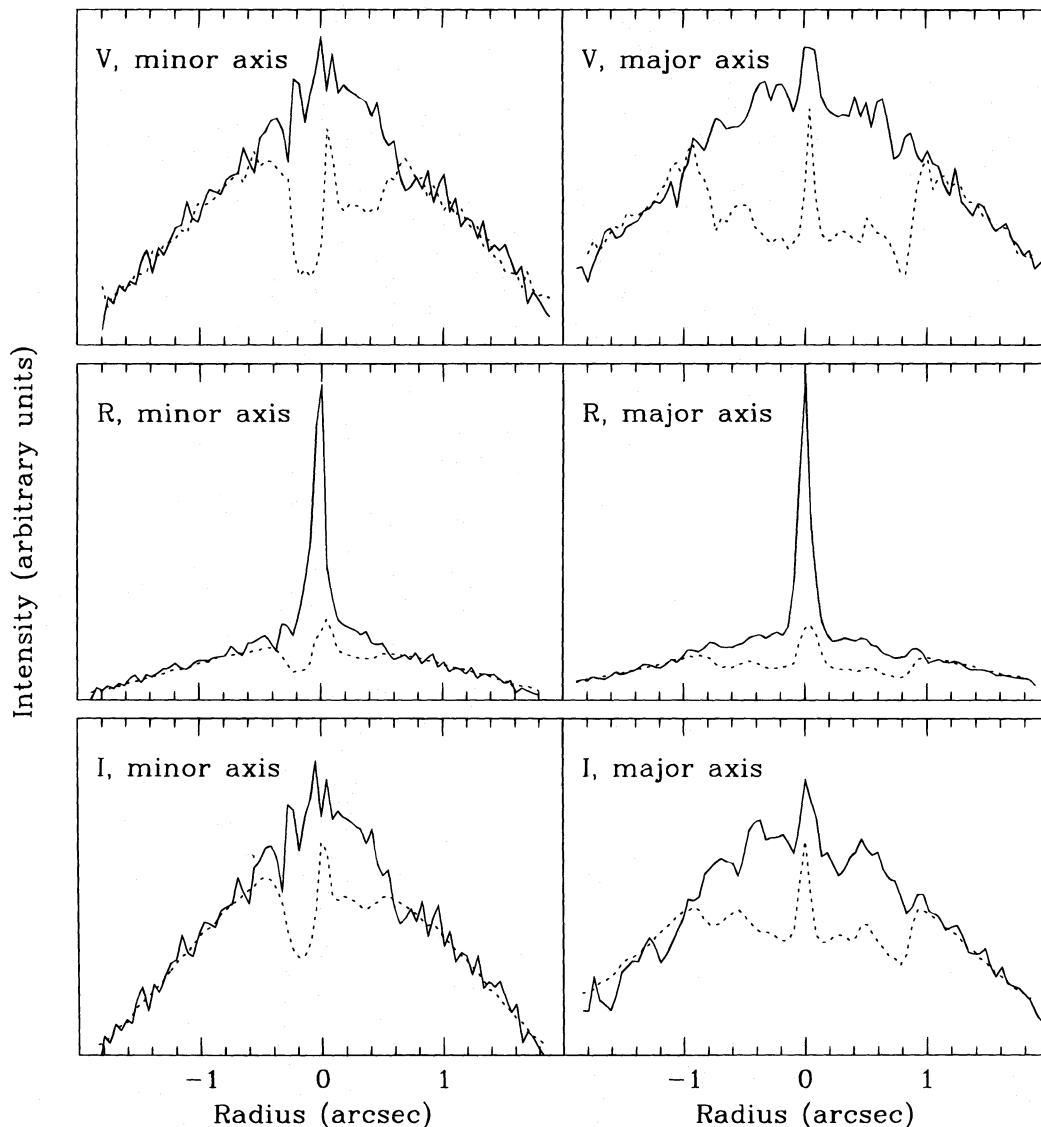 V, minor axis
V, major axis
R, minor axis
R, major axis
I, minor axis
I, major axis
Intensity (arbitrary units)
−1 0 1
−1 0 1
Radius (arcsec)
Radius (arcsec)